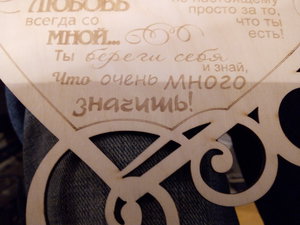 ЛЮБОВЬ
всегда со
МНОЙ...
просто за то,
что ты
есть!
Ты береги себя
и знай,
Что очень много
значишь!